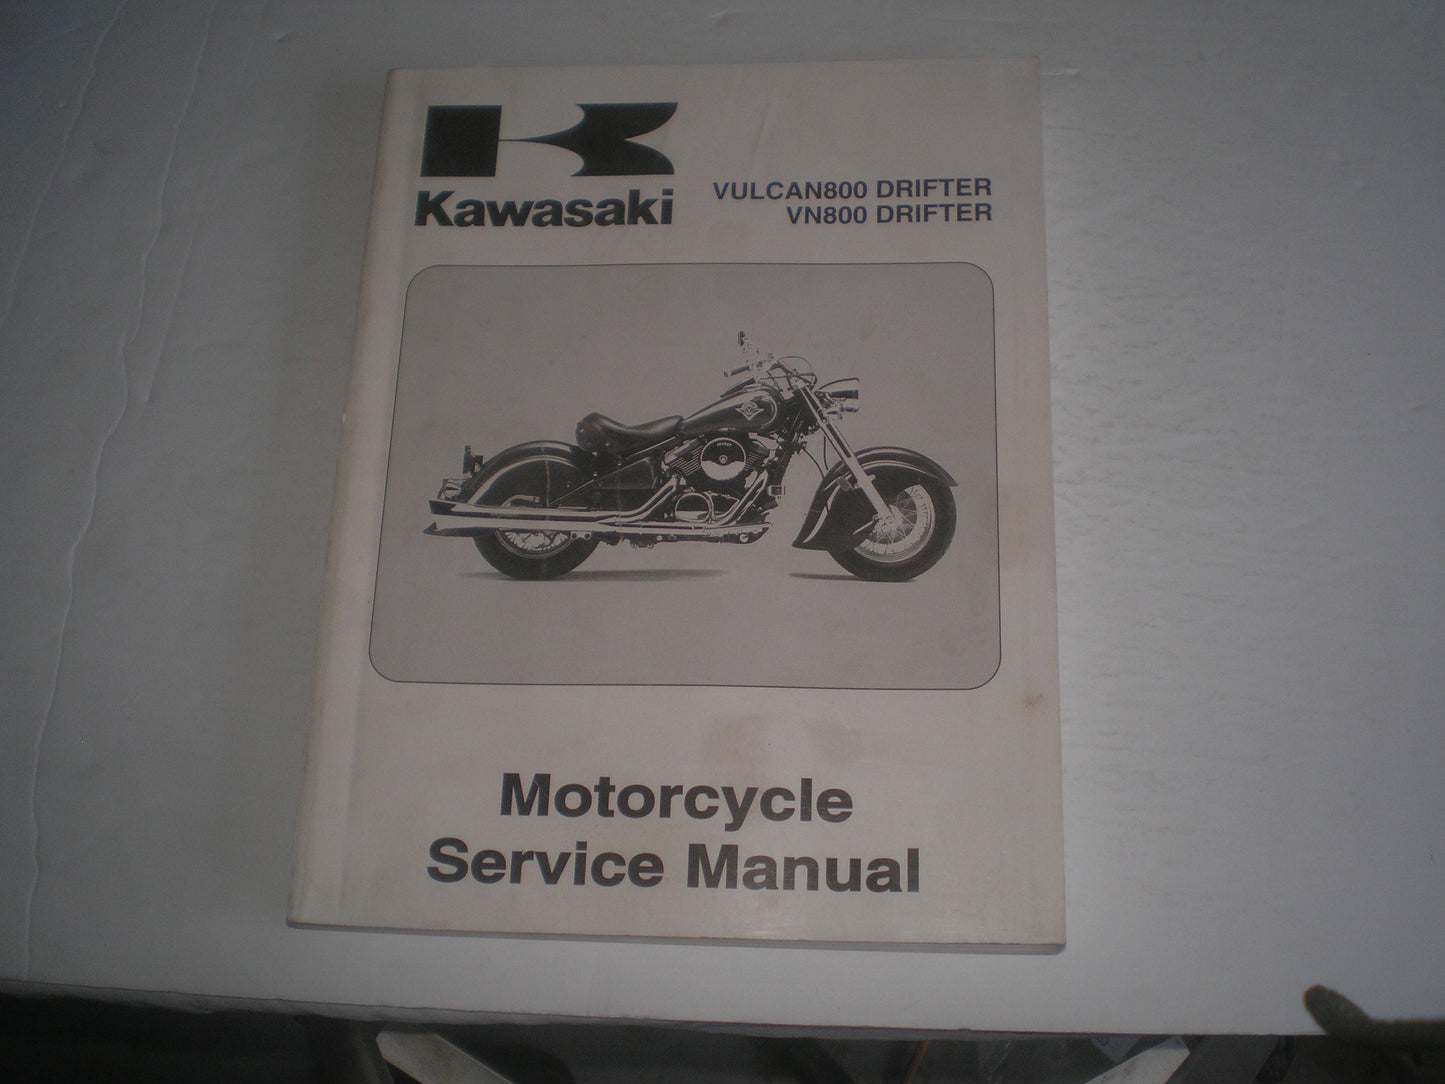 Kawasaki
VULCAN800 DRIFTER
VN800 DRIFTER
Motorcycle
Service Manual